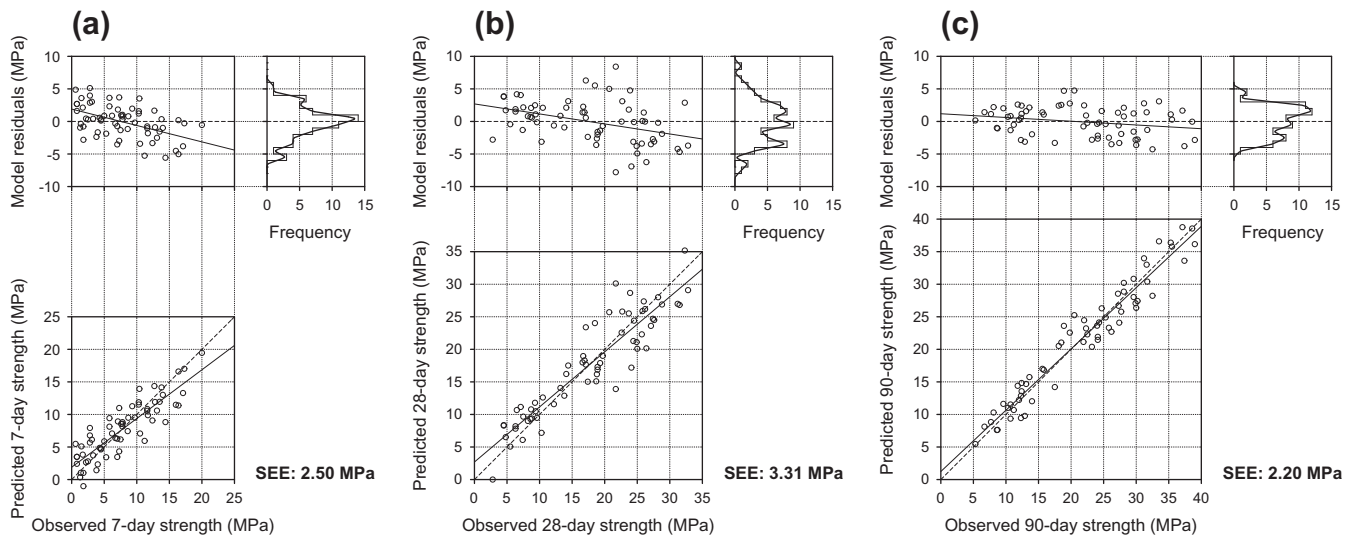 (a)
Model residuals (MPa)
10
5
0
-5
-10
0 5 10 15
Frequency
Predicted 7-day strength (MPa)
25
20
15
10
5
0
0 5 10 15 20 25
Observed 7-day strength (MPa)
SEE: 2.50 MPa
(b)
Model residuals (MPa)
10
5
0
-5
-10
0 5 10 15
Frequency
Predicted 28-day strength (MPa)
35
30
25
20
15
10
5
0
0 5 10 15 20 25 30 35
Observed 28-day strength (MPa)
SEE: 3.31 MPa
(c)
Model residuals (MPa)
10
5
0
-5
-10
0 5 10 15
Frequency
Predicted 90-day strength (MPa)
40
35
30
25
20
15
10
5
0
0 5 10 15 20 25 30 35 40
Observed 90-day strength (MPa)
SEE: 2.20 MPa